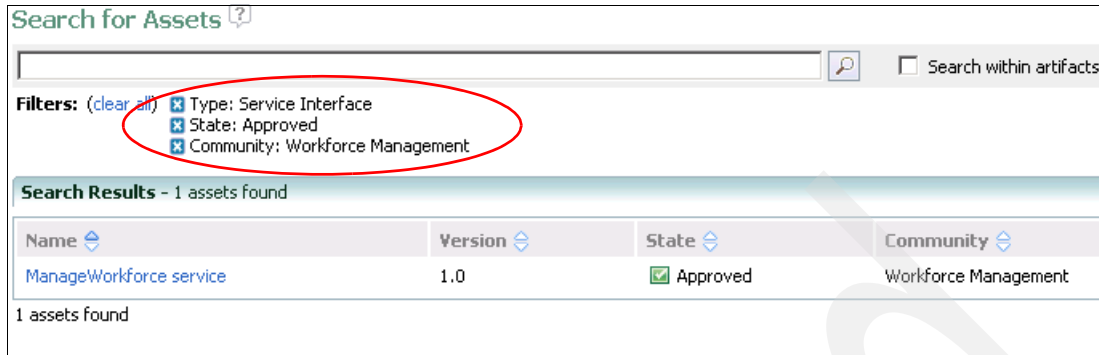 Search for Assets ?
Search within artifacts
Filters: (clear all) Type: Service Interface
State: Approved
Community: Workforce Management
Search Results - 1 assets found
Name Version State Community
ManageWorkforce service 1.0 Approved Workforce Management
1 assets found